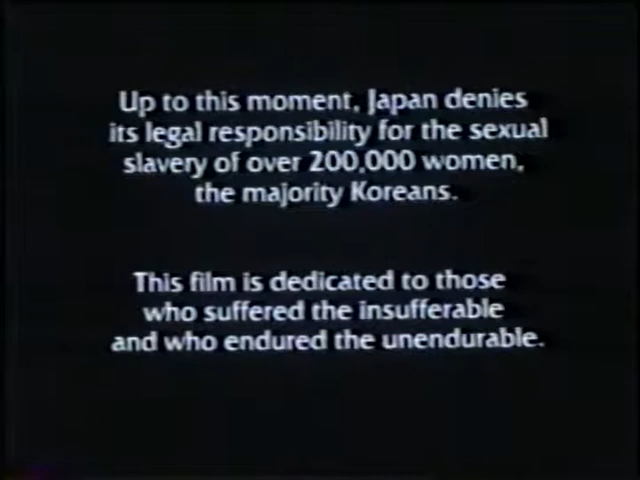 Up to this moment, Japan denies
its legal responsibility for the sexual
slavery of over 200,000 women,
the majority Koreans.
This film is dedicated to those
who suffered the insufferable
and who endured the unendurable.